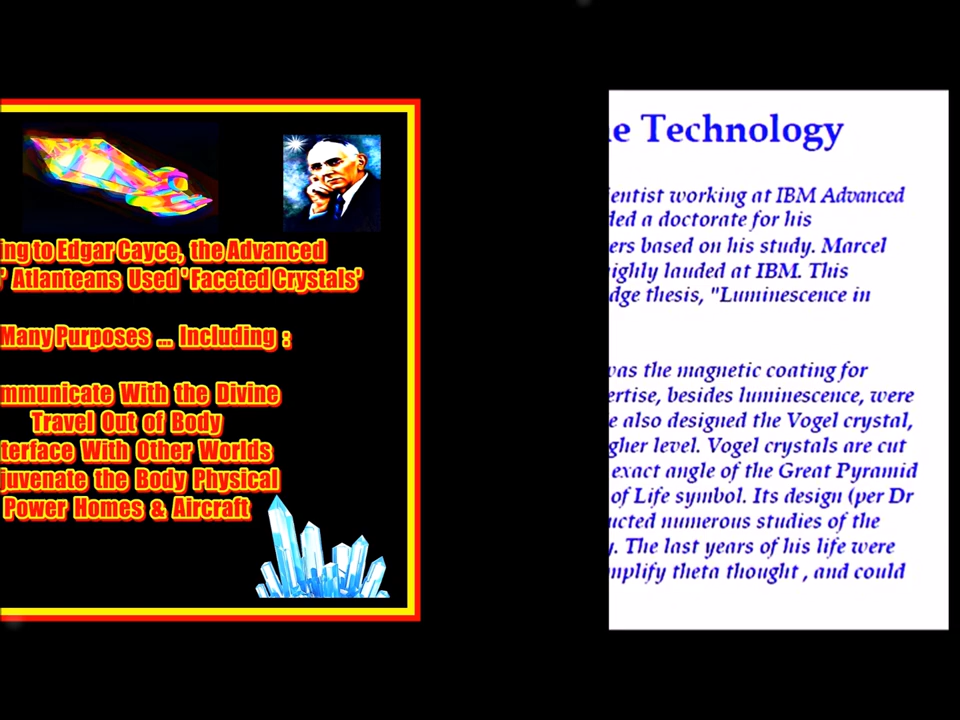 ing to Edgar Cayce, the Advanced
' Atlanteans Used ' Faceted Crystals'
Many Purposes ... Including :
mmunicate With the Divine
Travel Out of Body
terface With Other Worlds
juvenate the Body Physical
Power Homes & Aircraft
e Technology
ientist working at IBM Advanced
ded a doctorate for his
ers based on his study. Marcel
ighly lauded at IBM. This
dge thesis, "Luminescence in
was the magnetic coating for
ertise, besides luminescence, were
e also designed the Vogel crystal,
gher level. Vogel crystals are cut
exact angle of the Great Pyramid
of Life symbol. Its design (per Dr
ucted numerous studies of the
y. The last years of his life were
mplify theta thought , and could